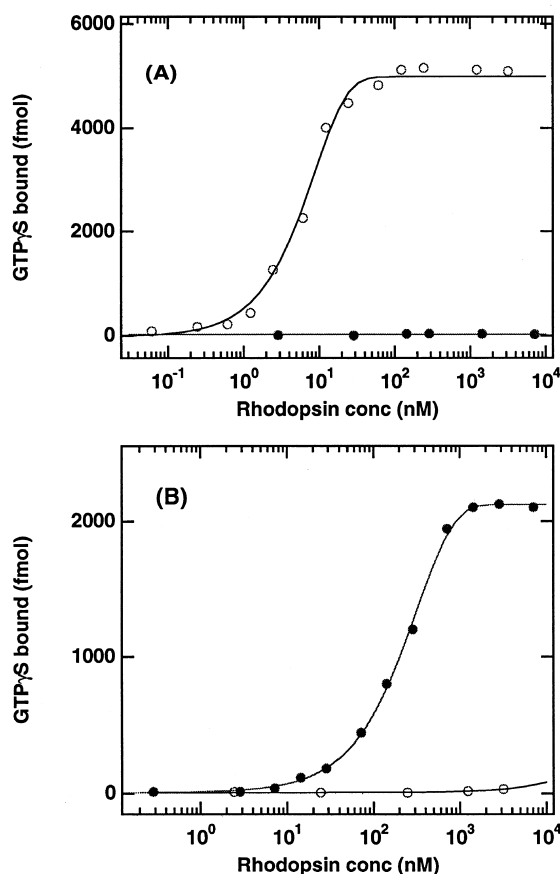 6000
(A)
4000
2000
0
GTPγS bound (fmol)
10⁻¹ 10⁰ 10¹ 10² 10³ 10⁴
Rhodopsin conc (nM)
(B)
2000
1000
0
GTPγS bound (fmol)
10⁰ 10¹ 10² 10³ 10⁴
Rhodopsin conc (nM)